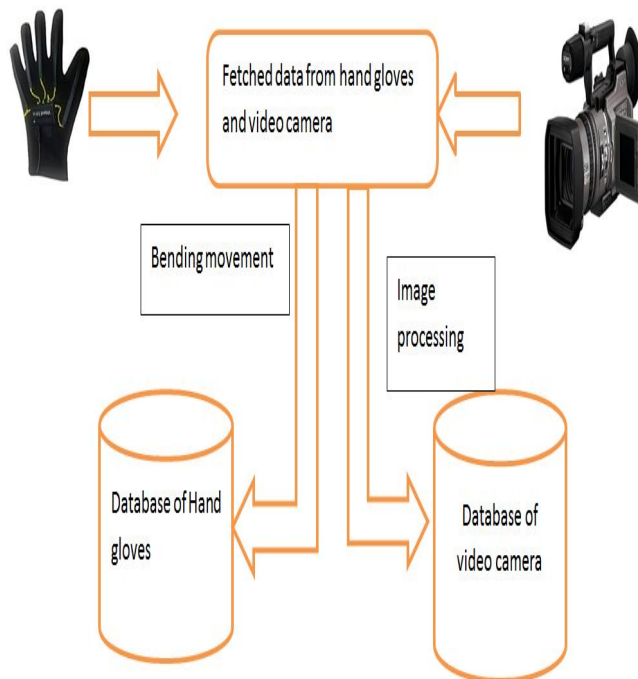 Fetched data from hand gloves
and video camera
Bending movement
Image
processing
Database of Hand
gloves
Database of
video camera